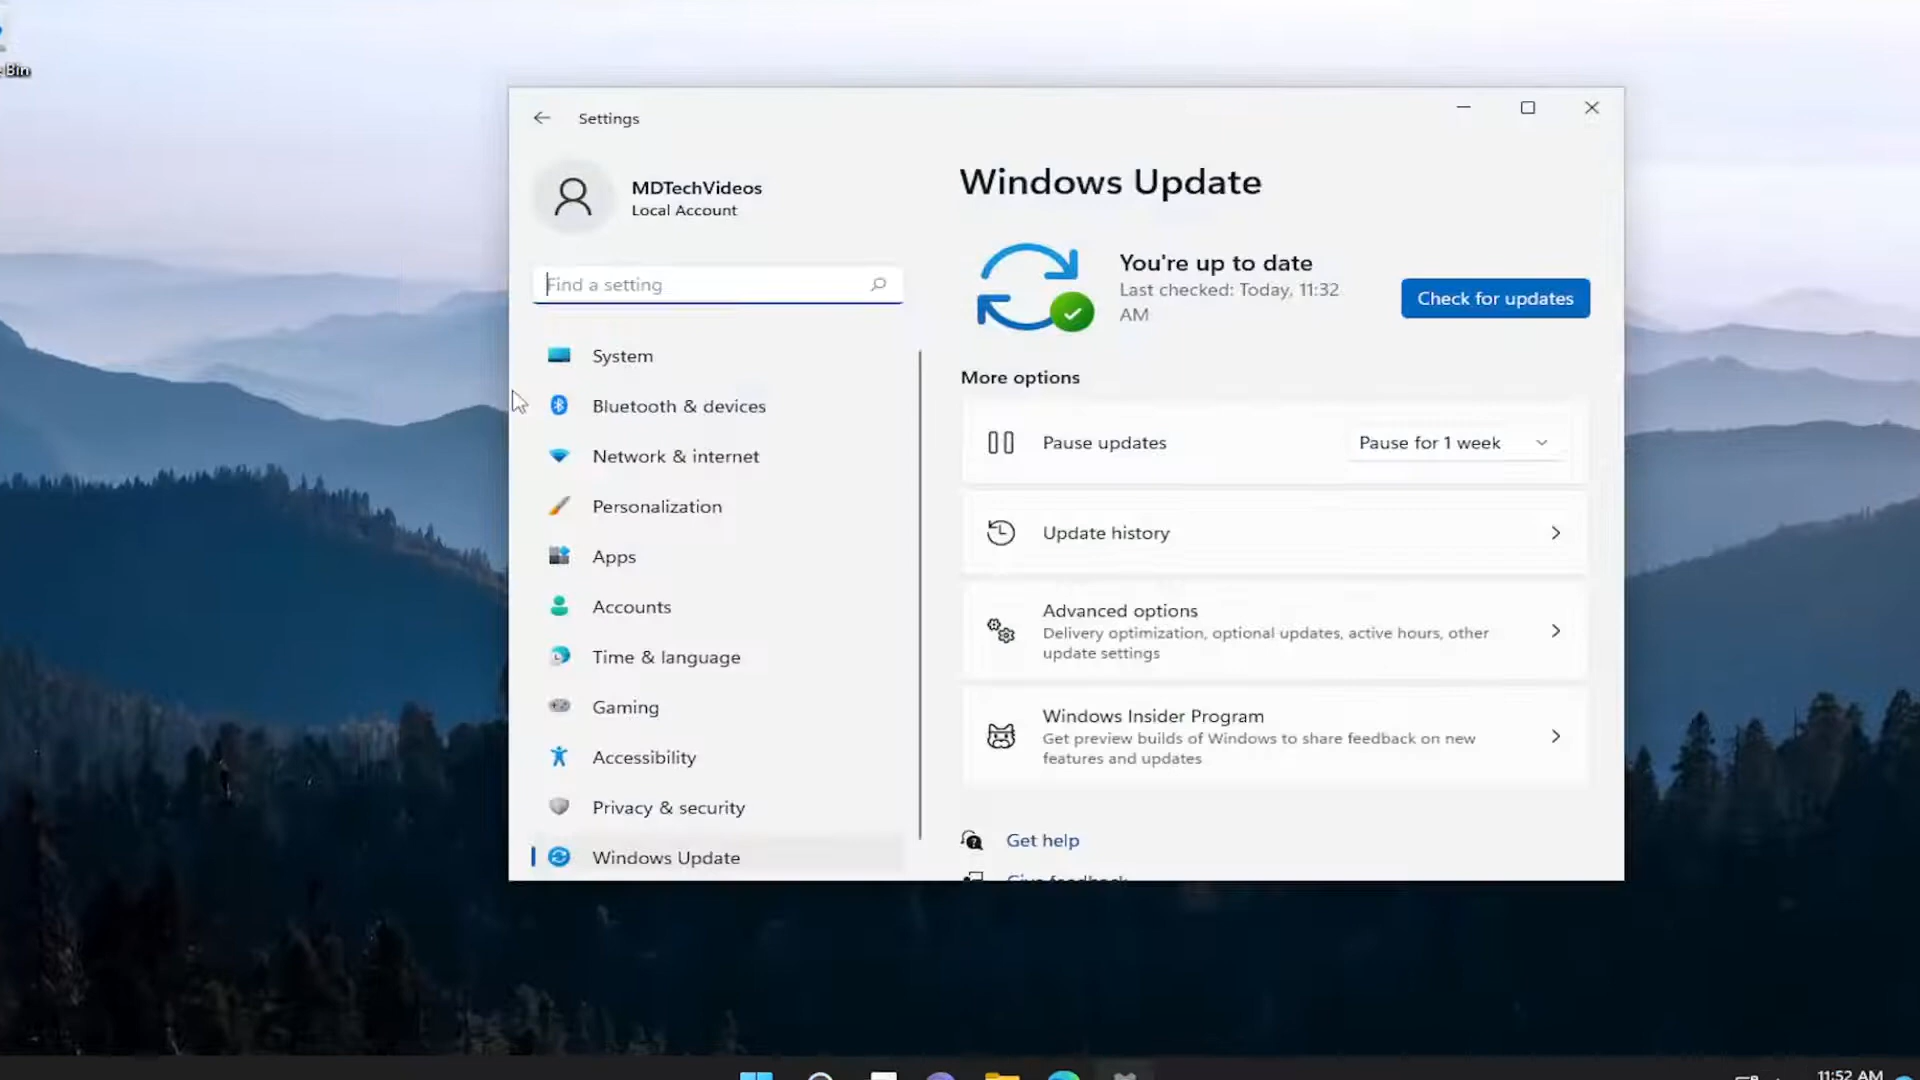 Bin
Settings
MDTechVideos
Local Account
Find a setting
System
Bluetooth & devices
Network & internet
Personalization
Apps
Accounts
Time & language
Gaming
Accessibility
Privacy & security
Windows Update
Windows Update
You're up to date
Last checked: Today, 11:32
AM
Check for updates
More options
Pause updates
Pause for 1 week
Update history
Advanced options
Delivery optimization, optional updates, active hours, other
update settings
Windows Insider Program
Get preview builds of Windows to share feedback on new
features and updates
Get help
Give feedback
11:52 AM